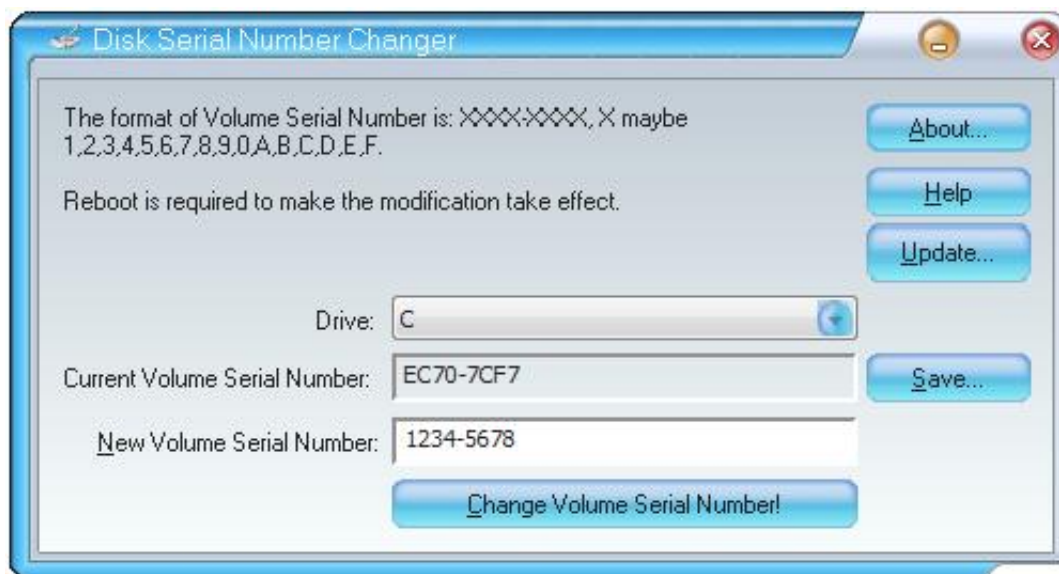 Disk Serial Number Changer
The format of Volume Serial Number is: XXXX-XXXX, X maybe
1,2,3,4,5,6,7,8,9,0,A,B,C,D,E,F.
About...
Reboot is required to make the modification take effect.
Help
Update...
Drive: C
Current Volume Serial Number: EC70-7CF7
Save...
New Volume Serial Number: 1234-5678
Change Volume Serial Number!